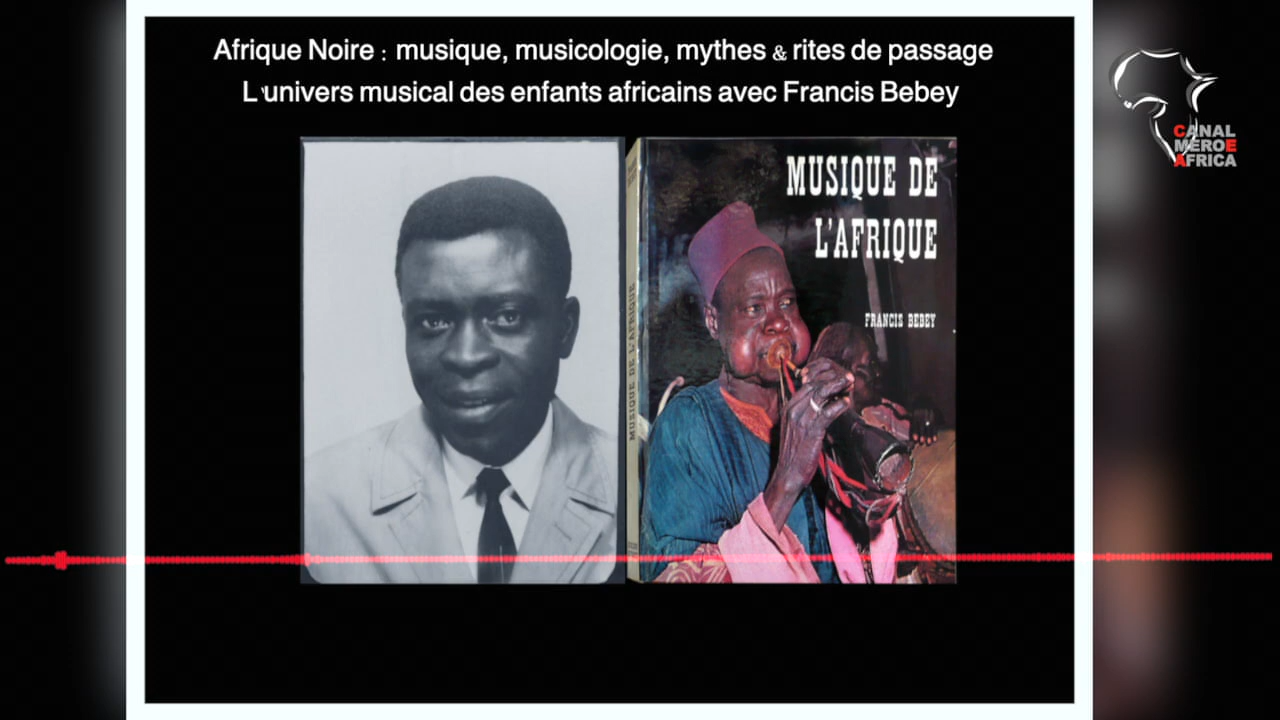 Afrique Noire : musique, musicologie, mythes & rites de passage
L'univers musical des enfants africains avec Francis Bebey
MUSIQUE DE
L'AFRIQUE
FRANCIS BEBEY
MUSIQUE DE L'AFRIQUE
CANAL
MEROE
AFRICA